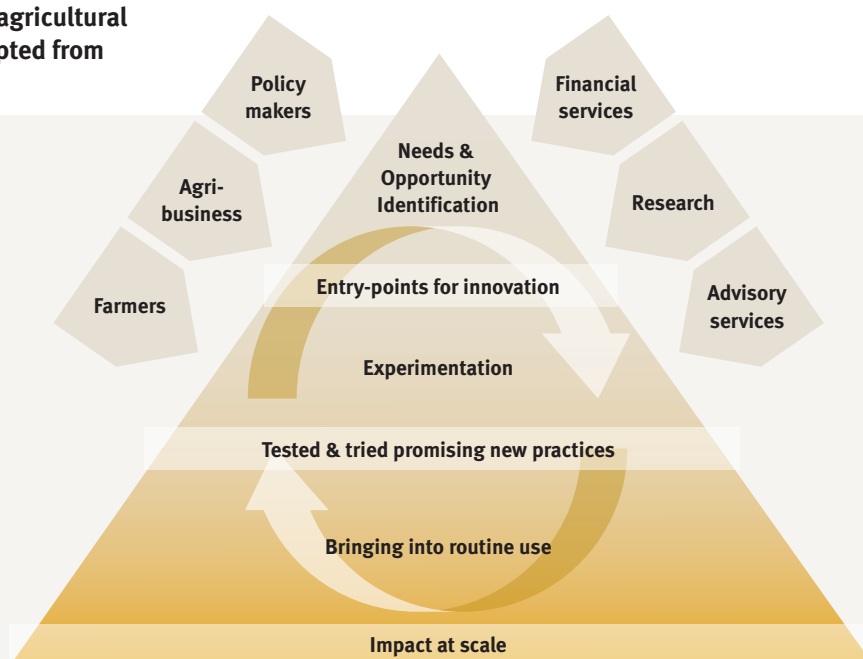 agricultural
pted from
Policy
makers
Financial
services
Needs &
Opportunity
Identification
Agri-
business
Research
Farmers
Entry-points for innovation
Advisory
services
Experimentation
Tested & tried promising new practices
Bringing into routine use
Impact at scale